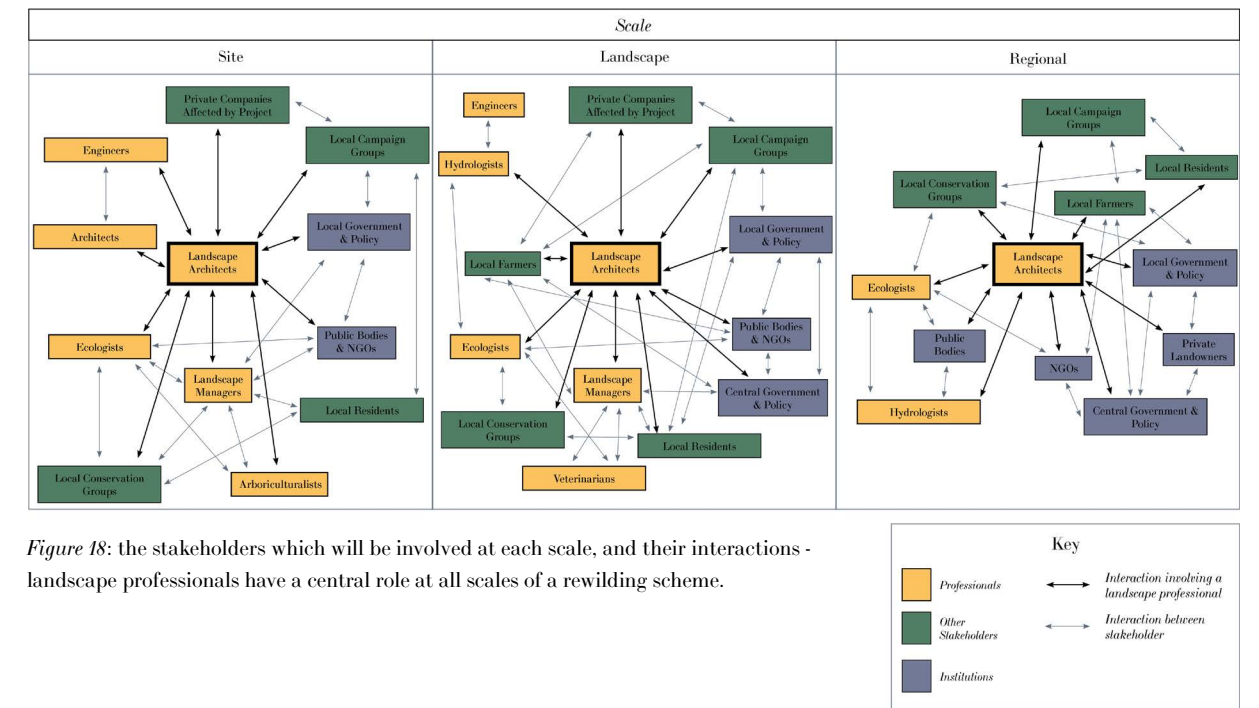 Scale
Site
Landscape
Regional
Private Companies
Affected by Project
Local Campaign
Groups
Engineers
Architects
Landscape
Architects
Local Government
& Policy
Ecologists
Landscape
Managers
Public Bodies
& NGOs
Local Residents
Local Conservation
Groups
Arboriculturalists
Engineers
Private Companies
Affected by Project
Local Campaign
Groups
Hydrologists
Local Farmers
Landscape
Architects
Local Government
& Policy
Ecologists
Landscape
Managers
Public Bodies
& NGOs
Central Government
& Policy
Local Conservation
Groups
Local Residents
Veterinarians
Local Campaign
Groups
Local Residents
Local Conservation
Groups
Local Farmers
Landscape
Architects
Local Government
& Policy
Ecologists
Public
Bodies
NGOs
Private
Landowners
Hydrologists
Central Government &
Policy
Figure 18: the stakeholders which will be involved at each scale, and their interactions -
landscape professionals have a central role at all scales of a rewilding scheme.
Key
Professionals
Interaction involving a
landscape professional
Other
Stakeholders
Interaction between
stakeholder
Institutions